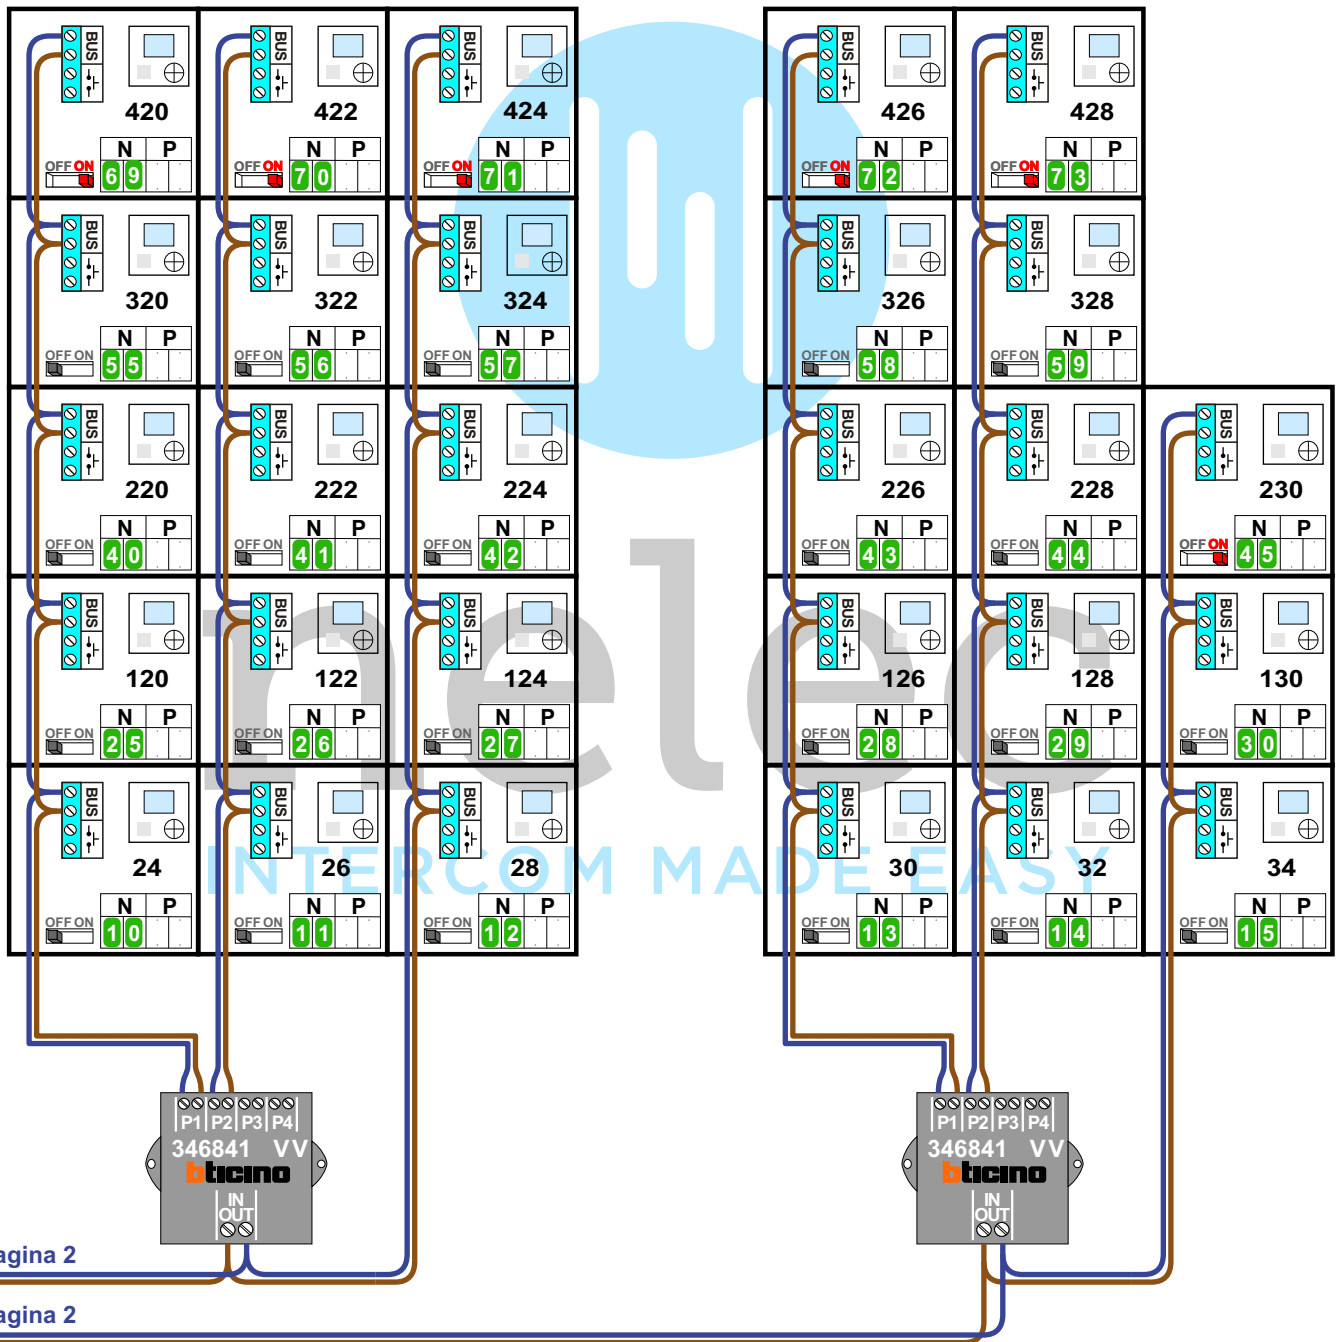 BUS BUS BUS BUS BUS
420 422 424 426 428
N P N P N P N P N P
OFF ON 6 9 OFF ON 7 0 OFF ON 7 1 OFF ON 7 2 OFF ON 7 3
BUS BUS BUS BUS BUS
320 322 324 326 328
N P N P N P N P N P
OFF ON 5 5 OFF ON 5 6 OFF ON 5 7 OFF ON 5 8 OFF ON 5 9
BUS BUS BUS BUS BUS BUS
220 222 224 226 228 230
N P N P N P N P N P N P
OFF ON 4 0 OFF ON 4 1 OFF ON 4 2 OFF ON 4 3 OFF ON 4 4 OFF ON 4 5
BUS BUS BUS BUS BUS BUS
nelec
120 122 124 126 128 130
N P N P N P N P N P N P
OFF ON 2 5 OFF ON 2 6 OFF ON 2 7 OFF ON 2 8 OFF ON 2 9 OFF ON 3 0
BUS BUS BUS BUS BUS BUS
INTERCOM MADE EASY
24 26 28 30 32 34
N P N P N P N P N P N P
OFF ON 1 0 OFF ON 1 1 OFF ON 1 2 OFF ON 1 3 OFF ON 1 4 OFF ON 1 5
P1 P2 P3 P4 P1 P2 P3 P4
346841 VV 346841 VV
bticino bticino
IN IN
OUT OUT
agina 2
agina 2